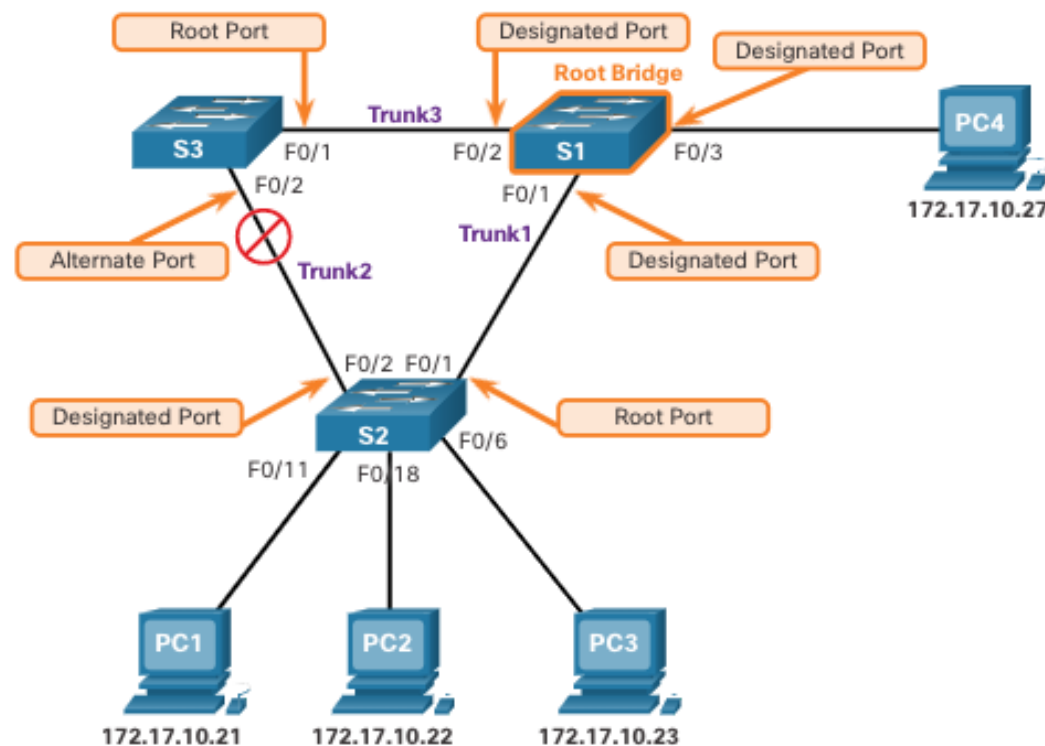 Root Port
Designated Port
Designated Port
Root Bridge
Trunk3
S3
F0/1
F0/2
S1
F0/3
PC4
F0/2
F0/1
172.17.10.27
Alternate Port
Trunk1
Designated Port
Trunk2
F0/2
F0/1
Designated Port
Root Port
S2
F0/6
F0/11
F0/18
PC1
PC2
PC3
172.17.10.21
172.17.10.22
172.17.10.23